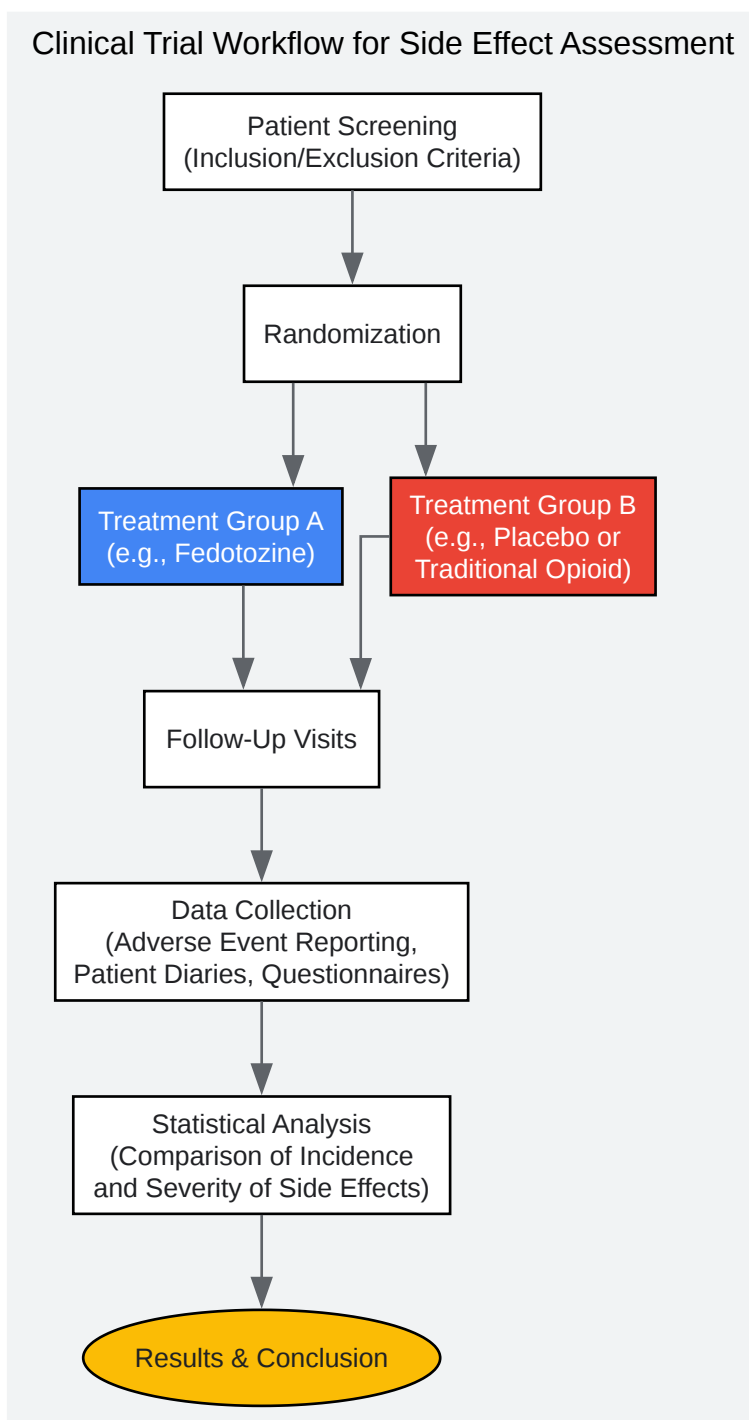 Clinical Trial Workflow for Side Effect Assessment
Patient Screening
(Inclusion/Exclusion Criteria)
Randomization
Treatment Group A
(e.g., Fedotozine)
Treatment Group B
(e.g., Placebo or
Traditional Opioid)
Follow-Up Visits
Data Collection
(Adverse Event Reporting,
Patient Diaries, Questionnaires)
Statistical Analysis
(Comparison of Incidence
and Severity of Side Effects)
Results & Conclusion